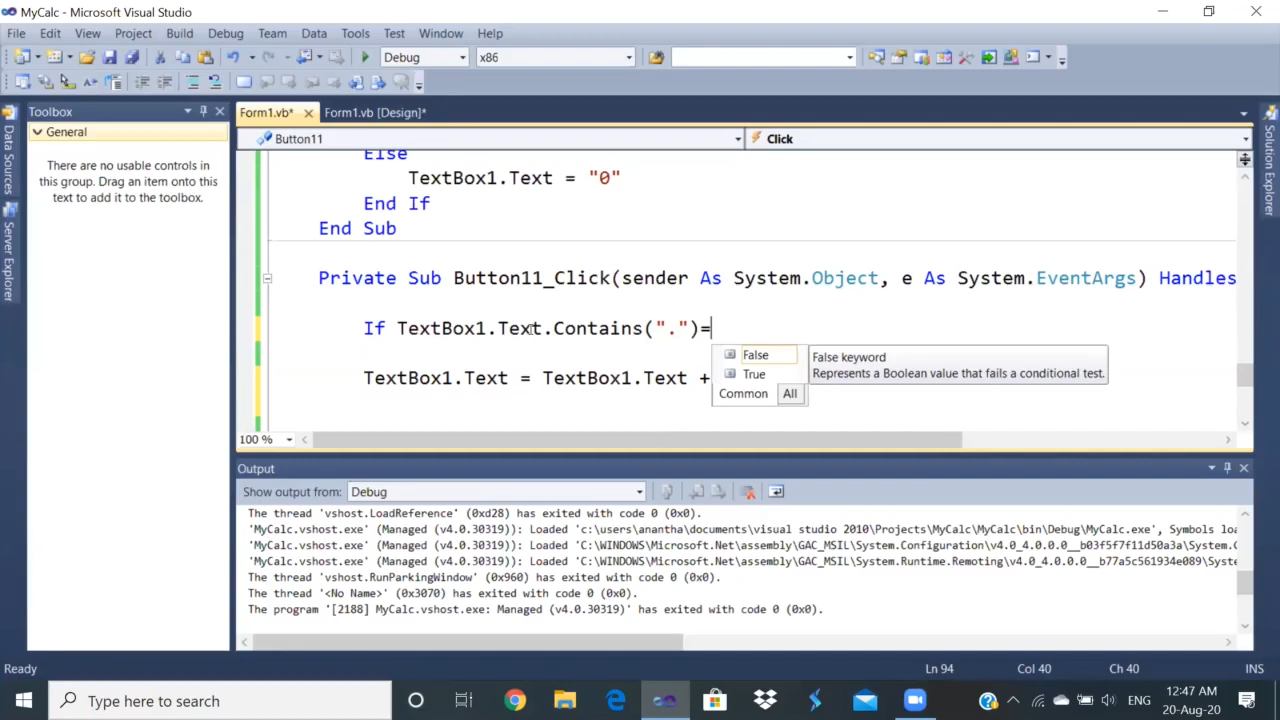 MyCalc - Microsoft Visual Studio
File Edit View Project Build Debug Team Data Tools Test Window Help
Debug x86
Toolbox
Form1.vb* Form1.vb [Design]*
General
Button11 Click
There are no usable controls in
this group. Drag an item onto this
text to add it to the toolbox.
Data Sources
Server Explorer
Solution Explorer
Else
TextBox1.Text = "0"
End If
End Sub
Private Sub Button11_Click(sender As System.Object, e As System.EventArgs) Handles
If TextBox1.Text.Contains(".")=
False
True
Common All
False keyword
Represents a Boolean value that fails a conditional test.
TextBox1.Text = TextBox1.Text +
100 %
Output
Show output from: Debug
The thread 'vshost.LoadReference' (0xd28) has exited with code 0 (0x0).
'MyCalc.vshost.exe' (Managed (v4.0.30319)): Loaded 'c:\users\anantha\documents\visual studio 2010\Projects\MyCalc\MyCalc\bin\Debug\MyCalc.exe', Symbols loa
'MyCalc.vshost.exe' (Managed (v4.0.30319)): Loaded 'C:\WINDOWS\Microsoft.Net\assembly\GAC_MSIL\System.Configuration\v4.0_4.0.0.0__b03f5f7f11d50a3a\System.C
'MyCalc.vshost.exe' (Managed (v4.0.30319)): Loaded 'C:\WINDOWS\Microsoft.Net\assembly\GAC_MSIL\System.Runtime.Remoting\v4.0_4.0.0.0__b77a5c561934e089\Syste
The thread 'vshost.RunParkingWindow' (0x960) has exited with code 0 (0x0).
The thread '<No Name>' (0x3070) has exited with code 0 (0x0).
The program '[2188] MyCalc.vshost.exe: Managed (v4.0.30319)' has exited with code 0 (0x0).
Ready Ln 94 Col 40 Ch 40 INS
Type here to search
ENG
12:47 AM
20-Aug-20